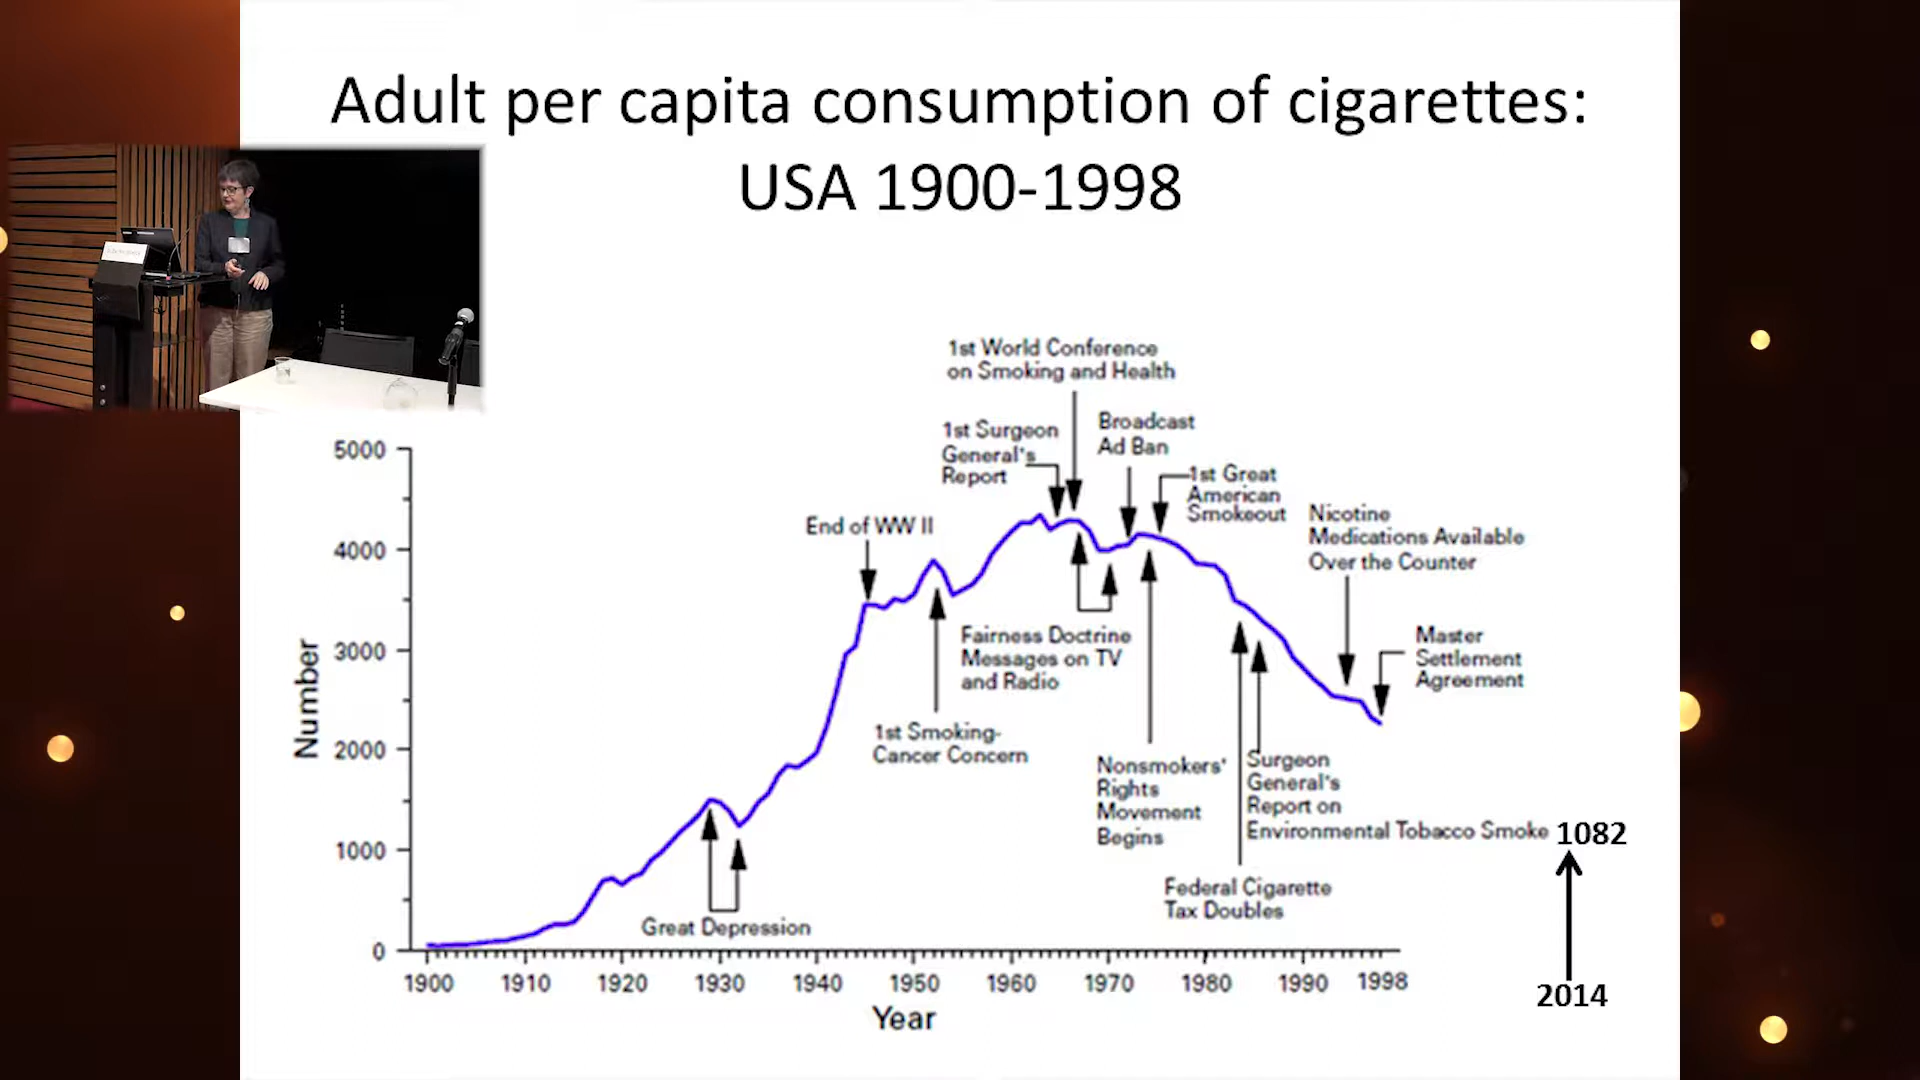 Adult per capita consumption of cigarettes:
USA 1900-1998
1st World Conference
on Smoking and Health
1st Surgeon
General's
Report
Broadcast
Ad Ban
1st Great
American
Smokeout
End of WW II
Nicotine
Medications Available
Over the Counter
Fairness Doctrine
Messages on TV
and Radio
Master
Settlement
Agreement
1st Smoking-
Cancer Concern
Nonsmokers'
Rights
Movement
Begins
Surgeon
General's
Report on
Environmental Tobacco Smoke
1082
Federal Cigarette
Tax Doubles
Great Depression
2014
Number
5000
4000
3000
2000
1000
0
1900 1910 1920 1930 1940 1950 1960 1970 1980 1990 1998
Year